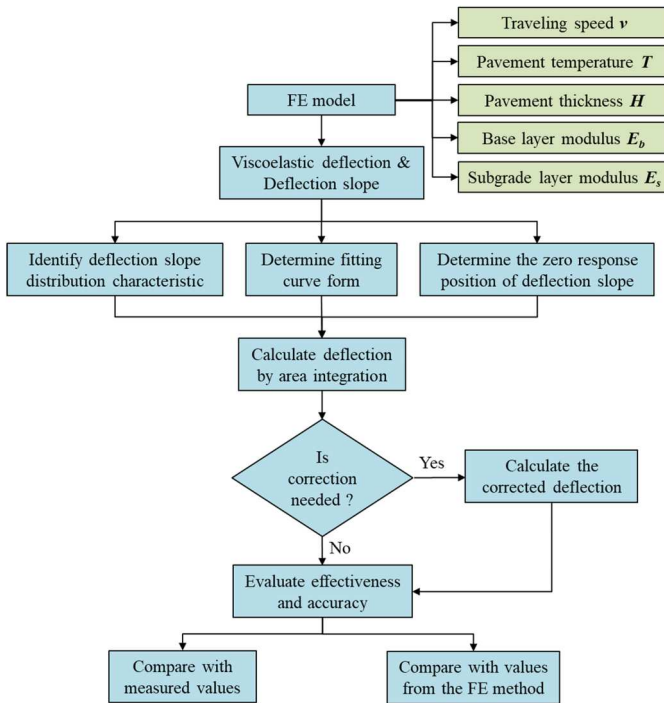 Traveling speed v
Pavement temperature T
FE model
Pavement thickness H
Base layer modulus E_b
Subgrade layer modulus E_s
Viscoelastic deflection &
Deflection slope
Identify deflection slope
distribution characteristic
Determine fitting
curve form
Determine the zero response
position of deflection slope
Calculate deflection
by area integration
Is
correction
needed ?
Yes
Calculate the
corrected deflection
No
Evaluate effectiveness
and accuracy
Compare with
measured values
Compare with values
from the FE method